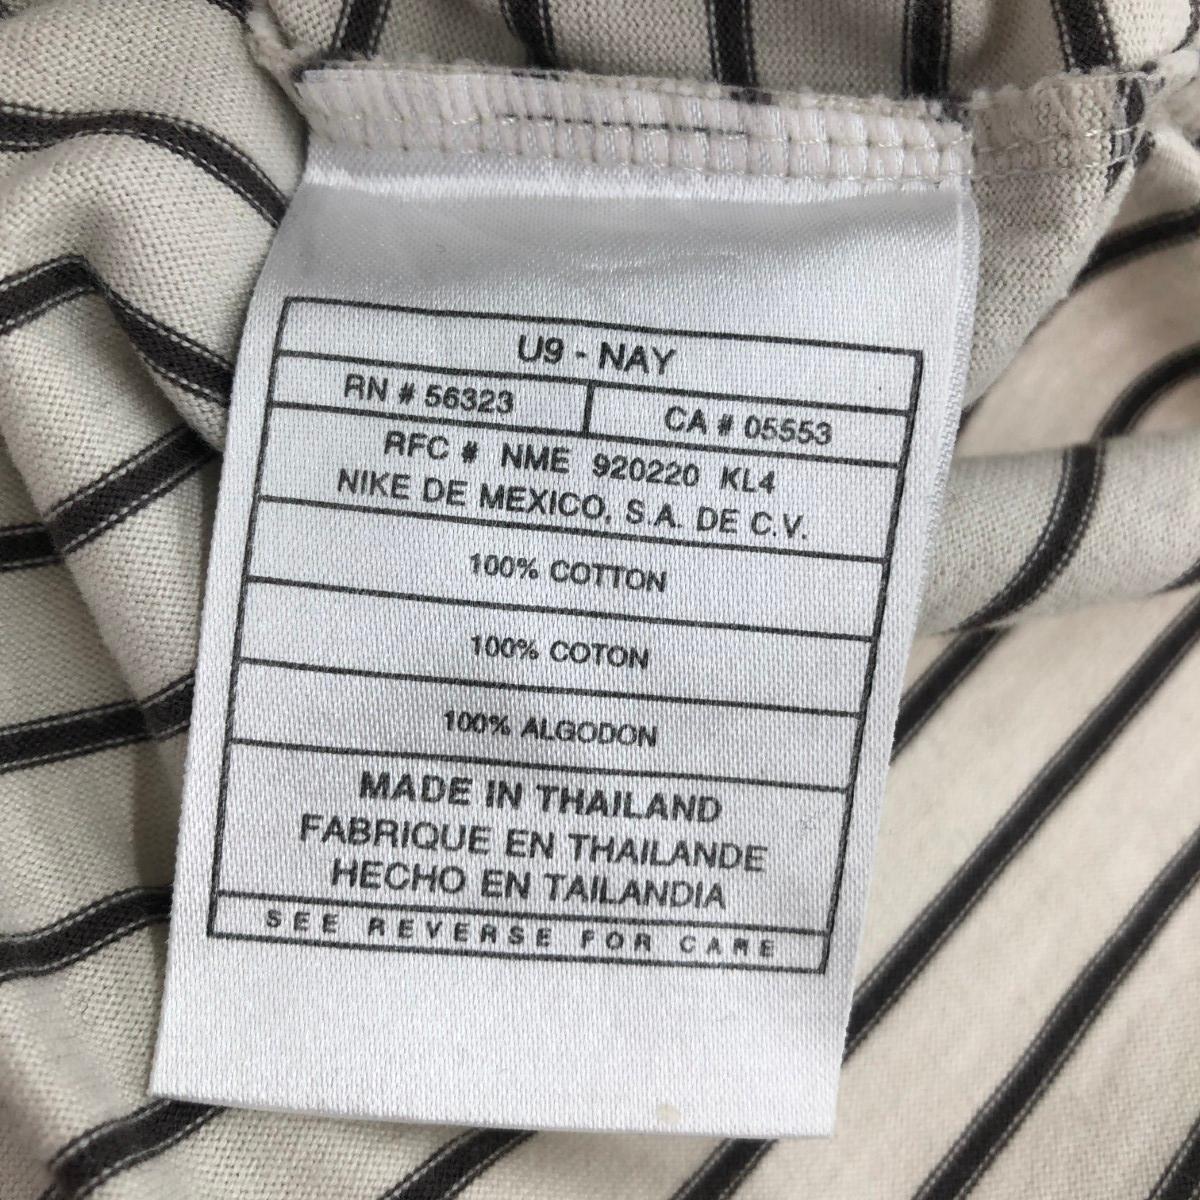 U9 - NAY
RN # 56323
CA # 05553
RFC # NME 920220 KL4
NIKE DE MEXICO, S.A. DE C.V.
100% COTTON
100% COTON
100% ALGODON
MADE IN THAILAND
FABRIQUE EN THAILANDE
HECHO EN TAILANDIA
SEE REVERSE FOR CARE